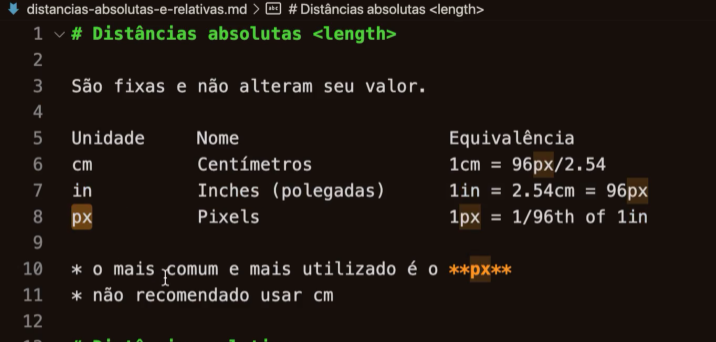 distancias-absolutas-e-relativas.md > abc # Distâncias absolutas <length>
1 # Distâncias absolutas <length>
2
3 São fixas e não alteram seu valor.
4
5 Unidade Nome Equivalência
6 cm Centímetros 1cm = 96px/2.54
7 in Inches (polegadas) 1in = 2.54cm = 96px
8 px Pixels 1px = 1/96th of 1in
9
10 * o mais comum e mais utilizado é o **px**
11 * não recomendado usar cm
12